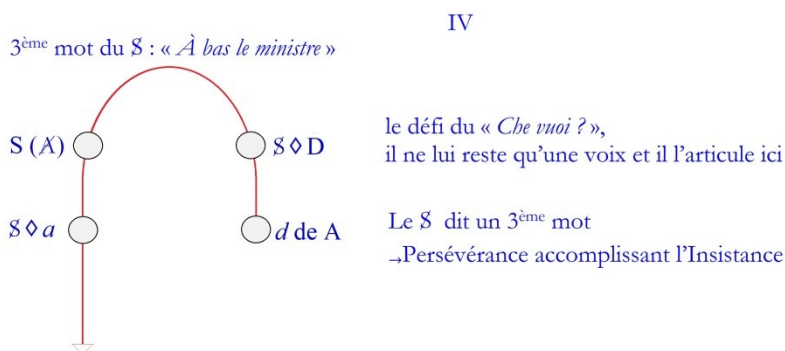 IV
3ème mot du $ : « À bas le ministre »
S (Ⱥ)
$ ◊ D
le défi du « Che vuoi ? »,
il ne lui reste qu’une voix et il l’articule ici
$ ◊ a
d de A
Le $ dit un 3ème mot
→Persévérance accomplissant l’Insistance